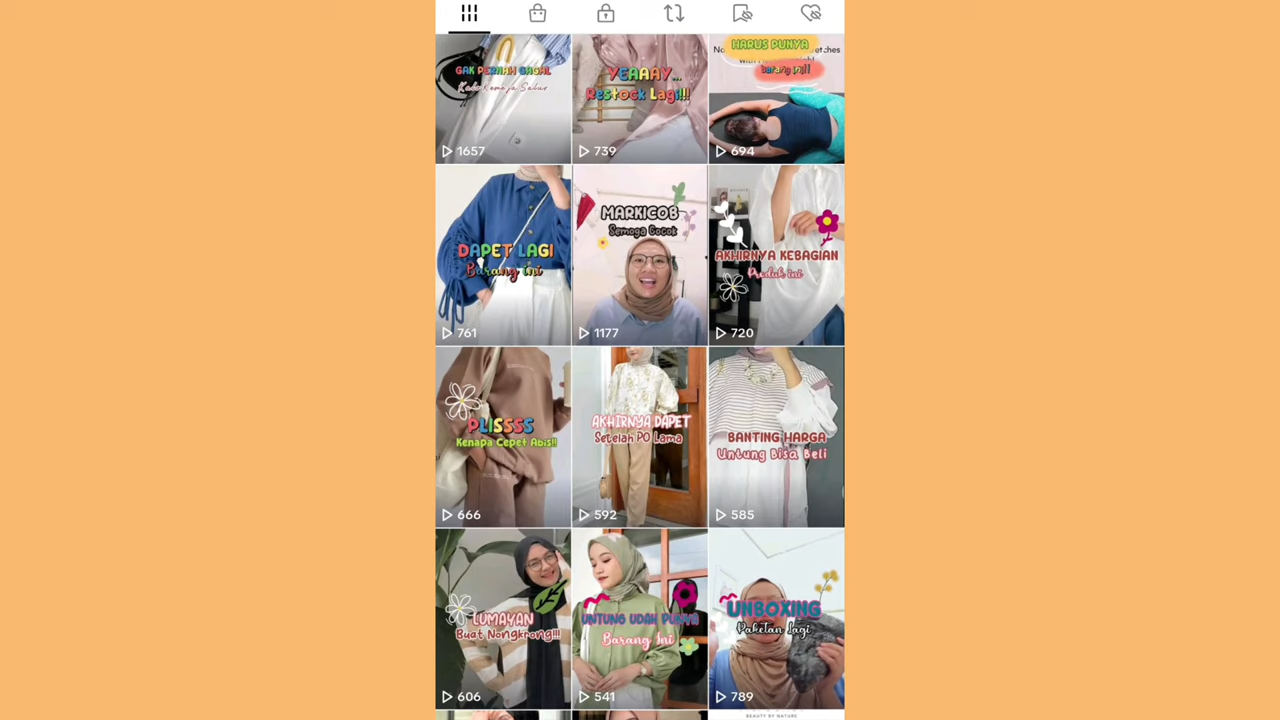 GAK PERNAH GAGAL
HARUS PUNYA
barang ini!!
YEAAAY...
Restock Lagi!!!
1657
739
694
DAPET LAGI
Barang ini
MARKICOB
Semoga Cocok
AKHIRNYA KEBAGIAN
Produk ini
761
1177
720
PLISSSS
Kenapa Cepet Abis!!
AKHIRNYA DAPET
Setelah PO Lama
BANTING HARGA
Untung Bisa Beli
666
592
585
LUMAYAN
Buat Nongkrong!!!
UNTUNG UDAH PUNYA
Barang Ini
UNBOXING
Paketan Lagi
606
541
789
BEAUTY BY NATURE